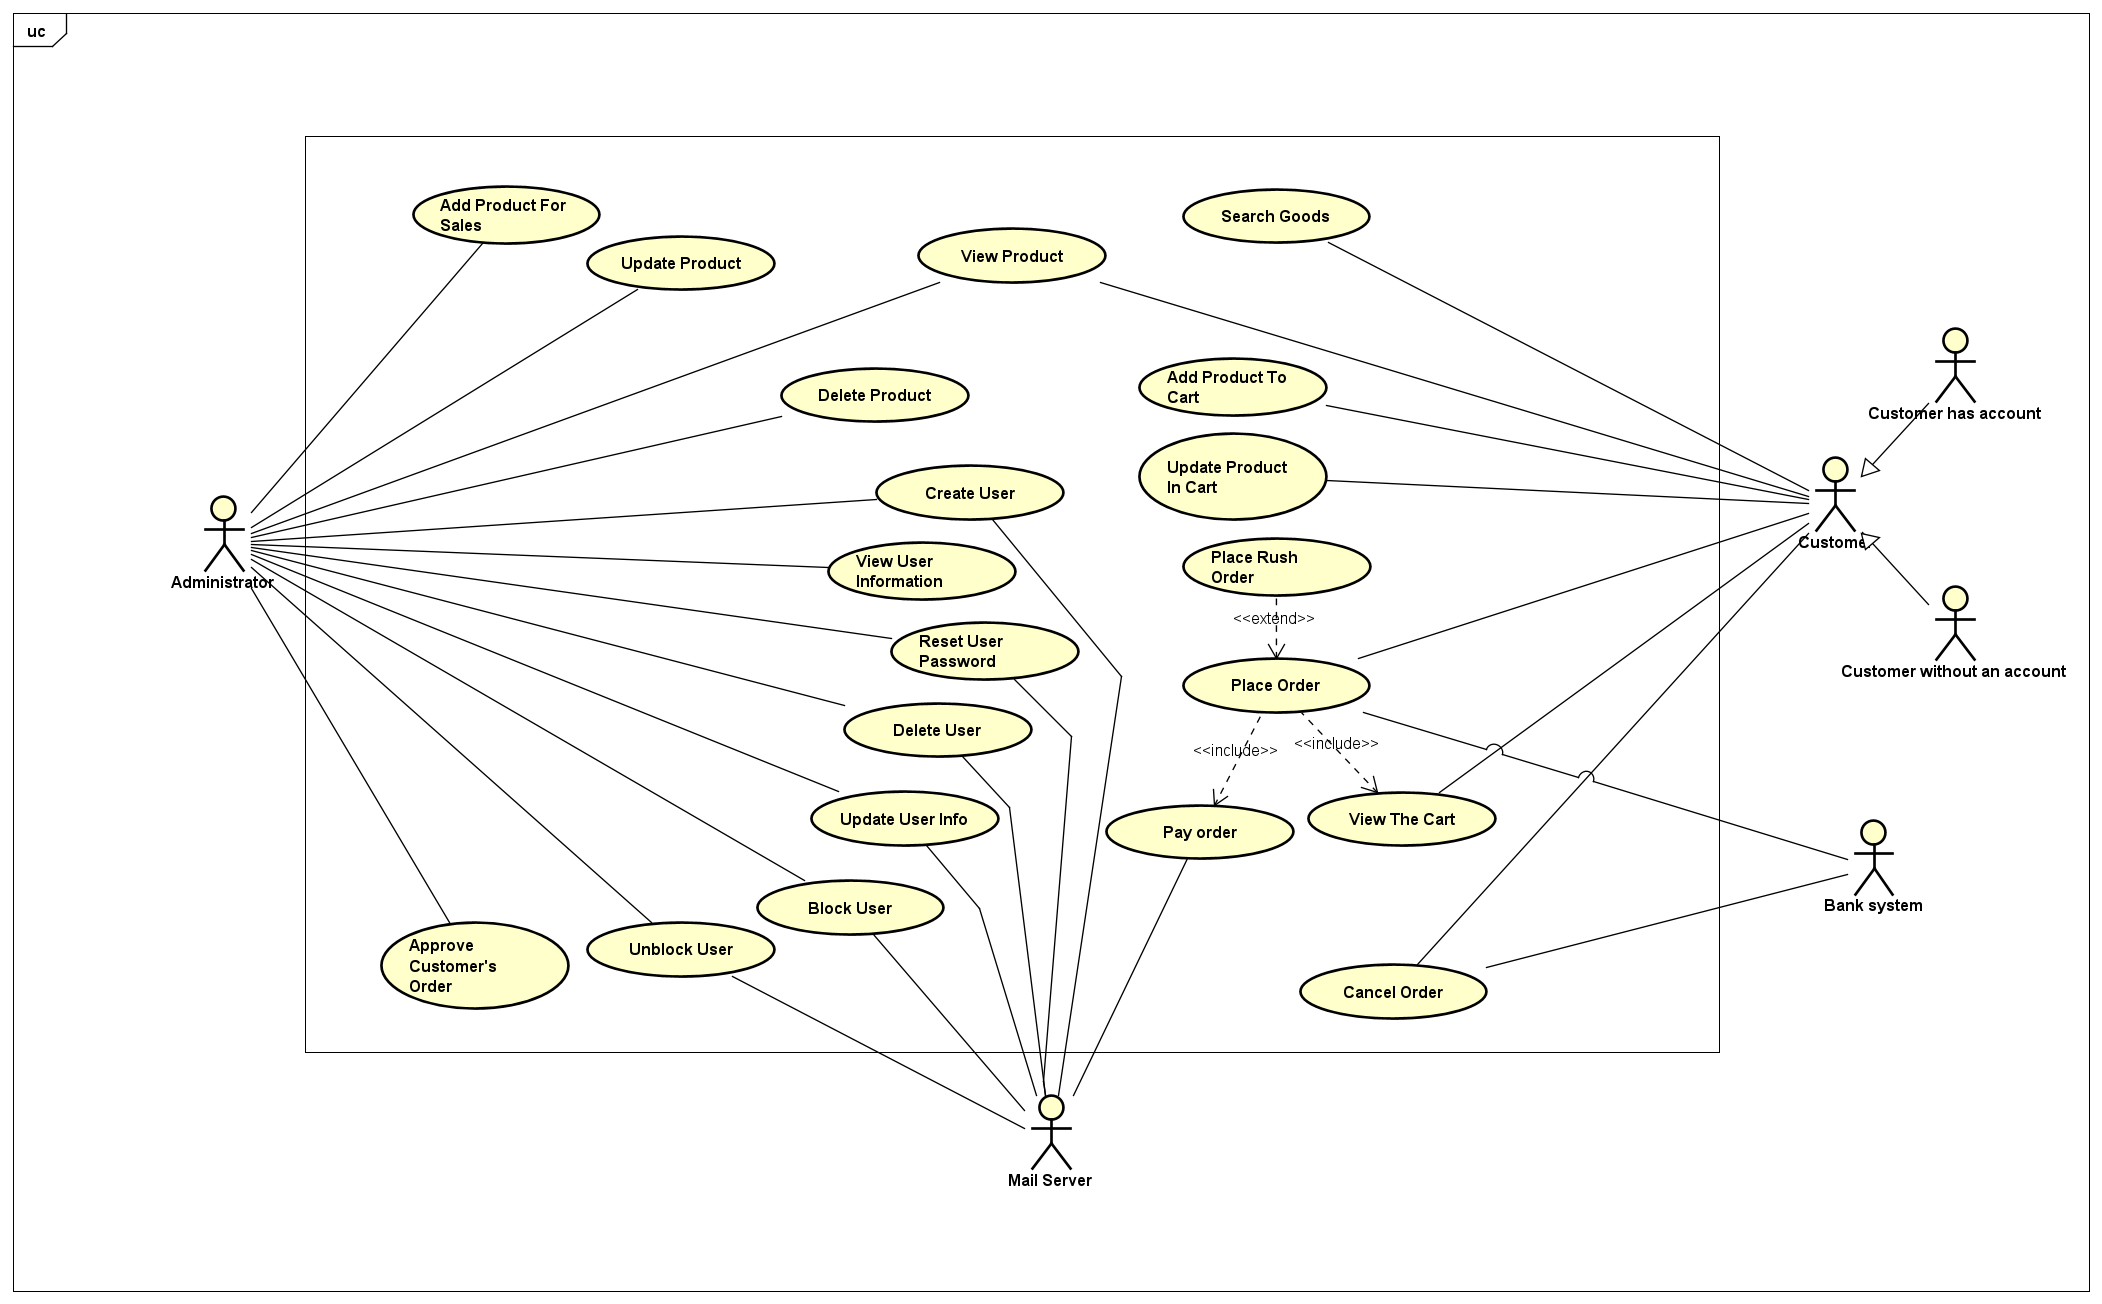 uc
Add Product For
Sales
Search Goods
Update Product
View Product
Delete Product
Add Product To
Cart
Customer has account
Update Product
In Cart
Create User
Customer
View User
Information
Place Rush
Order
Administrator
<<extend>>
Reset User
Password
Customer without an account
Place Order
Delete User
<<include>>
<<include>>
Update User Info
Pay order
View The Cart
Block User
Bank system
Approve
Customer's
Order
Unblock User
Cancel Order
Mail Server